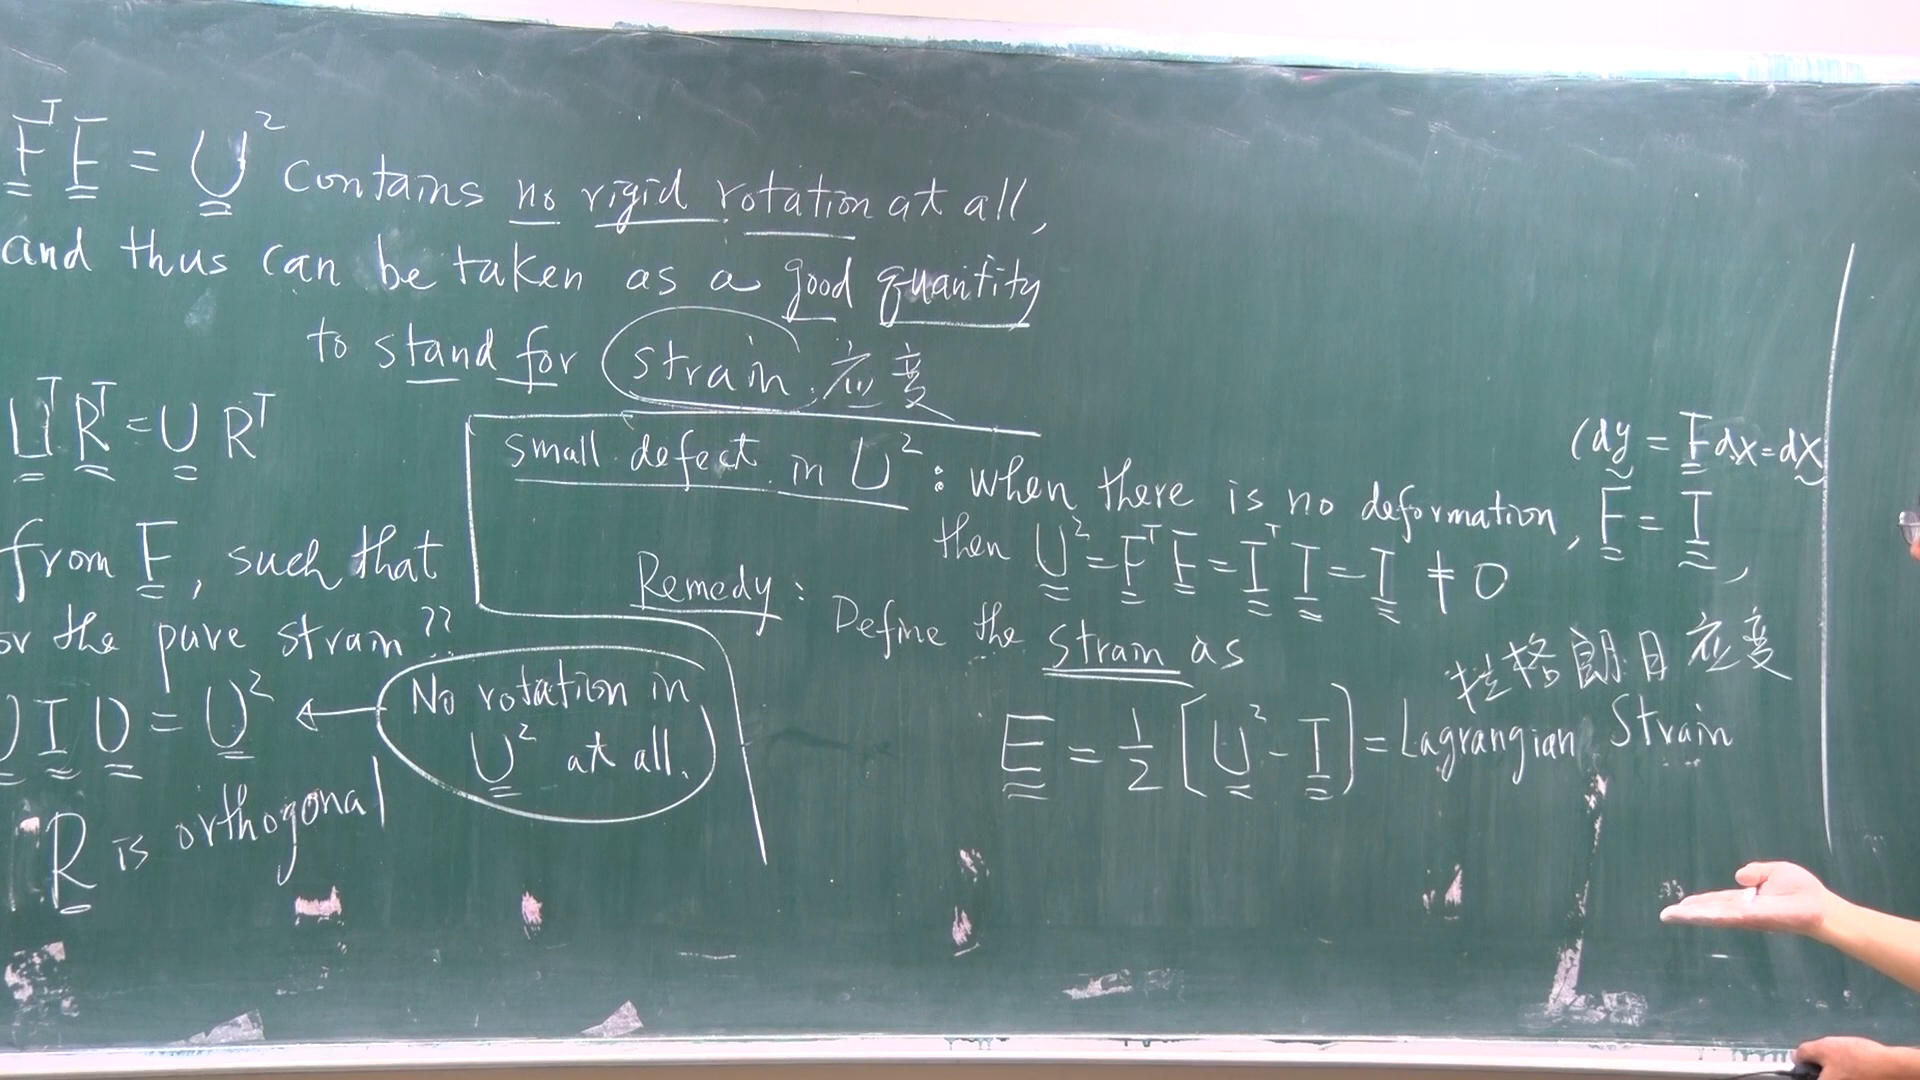 FᵀF = U² contains no rigid rotation at all,
and thus can be taken as a good quantity
to stand for strain 应变
UᵀRᵀ = U Rᵀ
from F, such that
or the pure strain ??
U I U = U² ← No rotation in
U² at all.
R is orthogonal
small defect in U² : when there is no deformation, F = I,
(dy = F dx = dx
then U² = FᵀF = IᵀI = I ≠ 0
Remedy : Define the strain as
拉格朗日应变
E = 1/2 [U² - I] = Lagrangian Strain